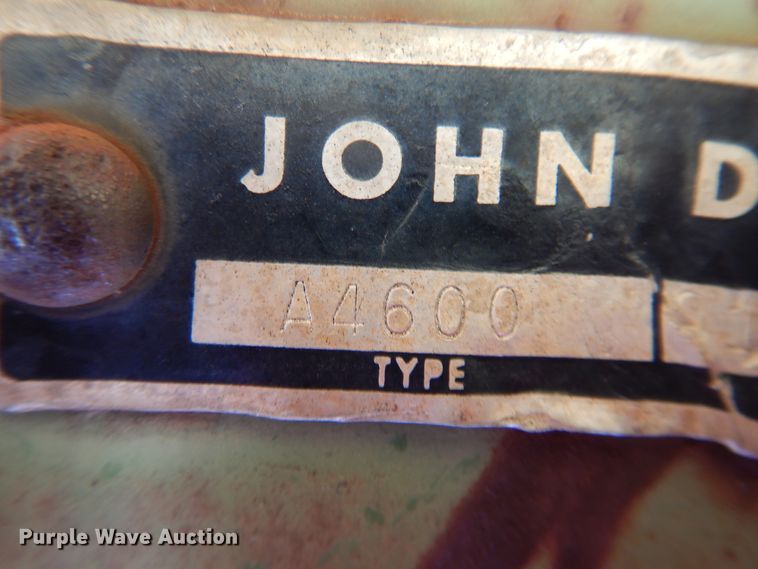 JOHN D
A4600
TYPE
Purple Wave Auction